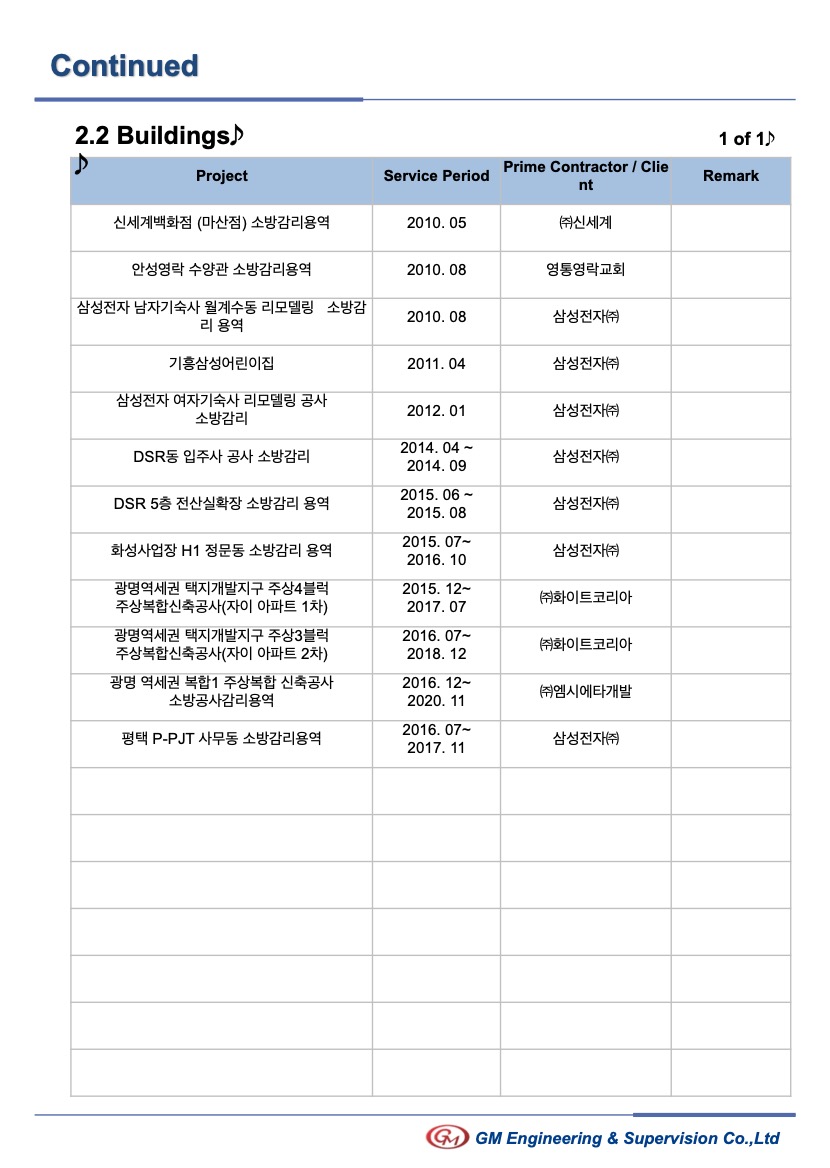 Continued
2.2 Buildings♪
1 of 1♪
♪
Project
Service Period
Prime Contractor / Clie
nt
Remark
신세계백화점 (마산점) 소방감리용역
2010. 05
㈜신세계
안성영락 수양관 소방감리용역
2010. 08
영통영락교회
삼성전자 남자기숙사 월계수동 리모델링 소방감
리 용역
2010. 08
삼성전자㈜
기흥삼성어린이집
2011. 04
삼성전자㈜
삼성전자 여자기숙사 리모델링 공사
소방감리
2012. 01
삼성전자㈜
DSR동 입주사 공사 소방감리
2014. 04 ~
2014. 09
삼성전자㈜
DSR 5층 전산실확장 소방감리 용역
2015. 06 ~
2015. 08
삼성전자㈜
화성사업장 H1 정문동 소방감리 용역
2015. 07~
2016. 10
삼성전자㈜
광명역세권 택지개발지구 주상4블럭
주상복합신축공사(자이 아파트 1차)
2015. 12~
2017. 07
㈜화이트코리아
광명역세권 택지개발지구 주상3블럭
주상복합신축공사(자이 아파트 2차)
2016. 07~
2018. 12
㈜화이트코리아
광명 역세권 복합1 주상복합 신축공사
소방공사감리용역
2016. 12~
2020. 11
㈜엠시에타개발
평택 P-PJT 사무동 소방감리용역
2016. 07~
2017. 11
삼성전자㈜
GM
GM Engineering & Supervision Co.,Ltd